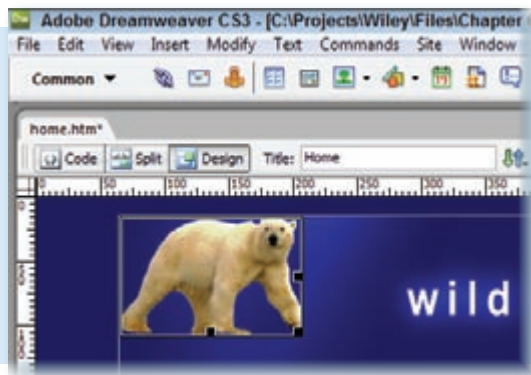 Adobe Dreamweaver CS3 - [C:\Projects\Wiley\Files\Chapter
File Edit View Insert Modify Text Commands Site Window
Common
home.htm*
Code Split Design Title: Home
0 50 100 150 200 250 300 350
0
wild